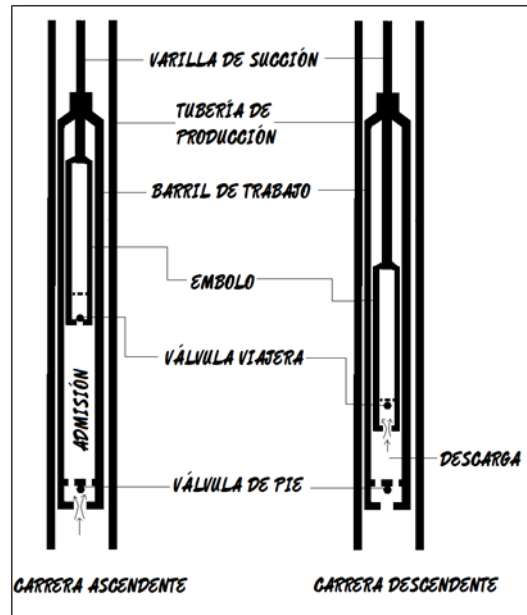 VARILLA DE SUCCIÓN
TUBERÍA DE
PRODUCCIÓN
BARRIL DE TRABAJO
EMBOLO
VÁLVULA VIAJERA
ADMISIÓN
DESCARGA
VÁLVULA DE PIE
CARRERA ASCENDENTE
CARRERA DESCENDENTE